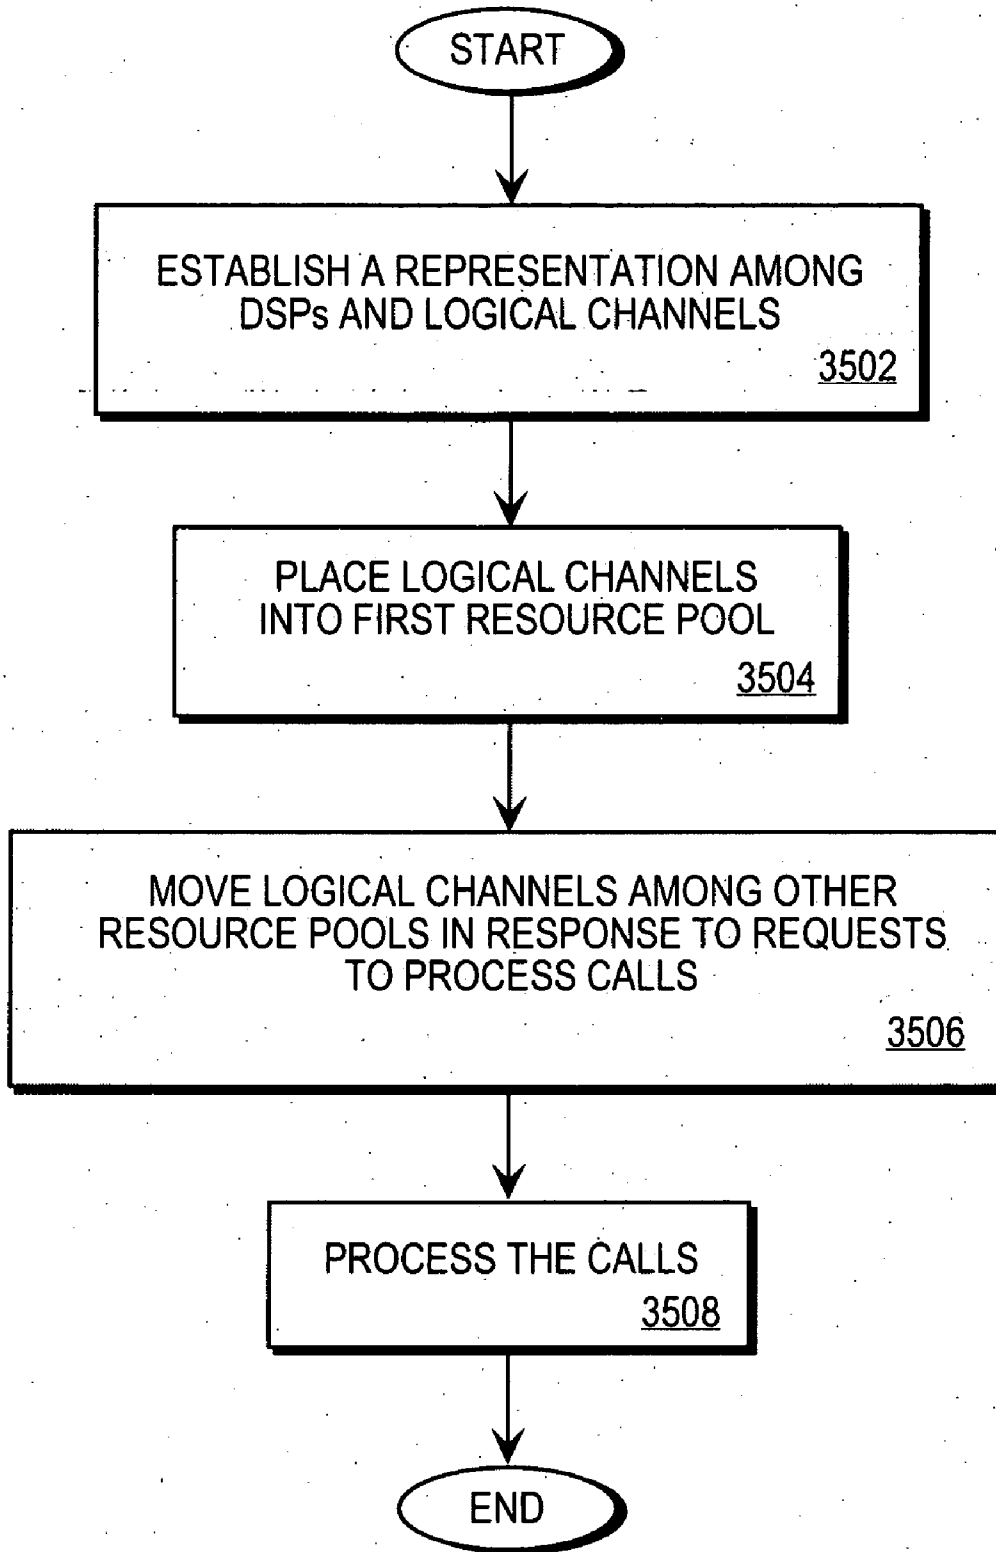 START
ESTABLISH A REPRESENTATION AMONG
DSPs AND LOGICAL CHANNELS
3502
PLACE LOGICAL CHANNELS
INTO FIRST RESOURCE POOL
3504
MOVE LOGICAL CHANNELS AMONG OTHER
RESOURCE POOLS IN RESPONSE TO REQUESTS
TO PROCESS CALLS
3506
PROCESS THE CALLS
3508
END